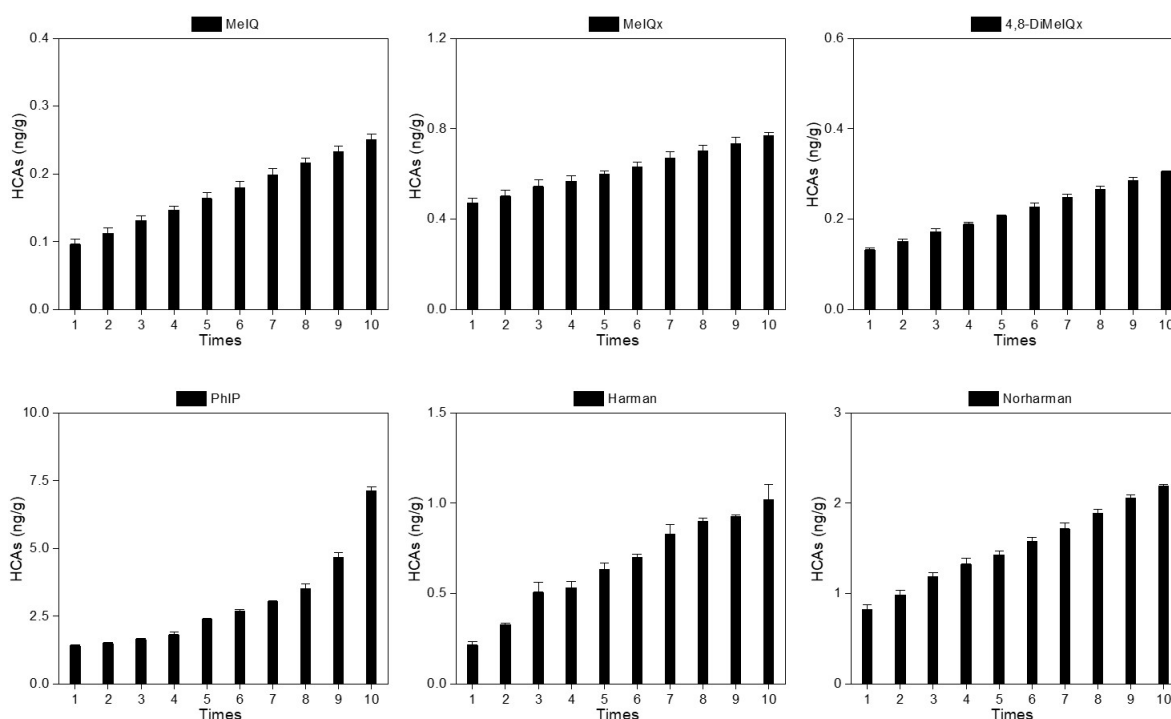 MeIQ
HCAs (ng/g)
0.4
0.3
0.2
0.1
0.0
1 2 3 4 5 6 7 8 9 10
Times
MeIQx
HCAs (ng/g)
1.2
0.8
0.4
0.0
1 2 3 4 5 6 7 8 9 10
Times
4,8-DiMeIQx
HCAs (ng/g)
0.6
0.4
0.2
0.0
1 2 3 4 5 6 7 8 9 10
Times
PhIP
HCAs (ng/g)
10.0
7.5
5.0
2.5
0.0
1 2 3 4 5 6 7 8 9 10
Times
Harman
HCAs (ng/g)
1.5
1.0
0.5
0.0
1 2 3 4 5 6 7 8 9 10
Times
Norharman
HCAs (ng/g)
3
2
1
0
1 2 3 4 5 6 7 8 9 10
Times